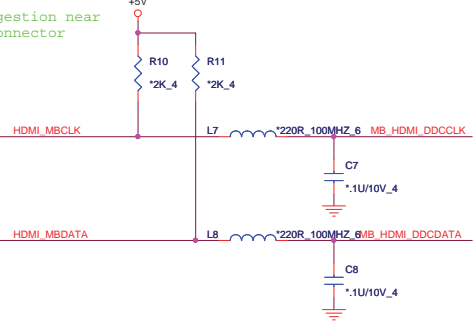 +5V
gestion near
onnector
R10
R11
*2K_4
*2K_4
HDMI_MBCLK
L7
*220R_100MHZ_6
MB_HDMI_DDCCLK
C7
*.1U/10V_4
HDMI_MBDATA
L8
*220R_100MHZ_6
MB_HDMI_DDCDATA
C8
*.1U/10V_4